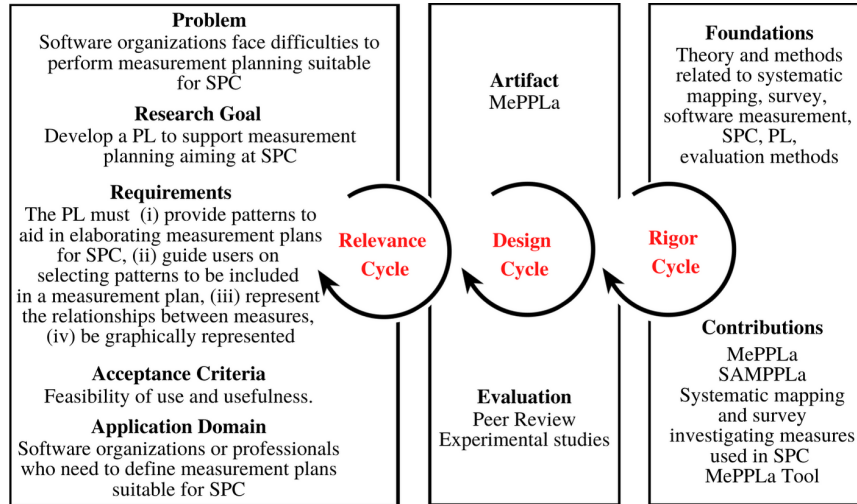 Problem
Software organizations face difficulties to
perform measurement planning suitable
for SPC
Research Goal
Develop a PL to support measurement
planning aiming at SPC
Requirements
The PL must (i) provide patterns to
aid in elaborating measurement plans
for SPC, (ii) guide users on
selecting patterns to be included
in a measurement plan, (iii) represent
the relationships between measures,
(iv) be graphically represented
Acceptance Criteria
Feasibility of use and usefulness.
Application Domain
Software organizations or professionals
who need to define measurement plans
suitable for SPC
Relevance
Cycle
Artifact
MePPLa
Design
Cycle
Evaluation
Peer Review
Experimental studies
Foundations
Theory and methods
related to systematic
mapping, survey,
software measurement,
SPC, PL,
evaluation methods
Rigor
Cycle
Contributions
MePPLa
SAMPPLa
Systematic mapping
and survey
investigating measures
used in SPC
MePPLa Tool